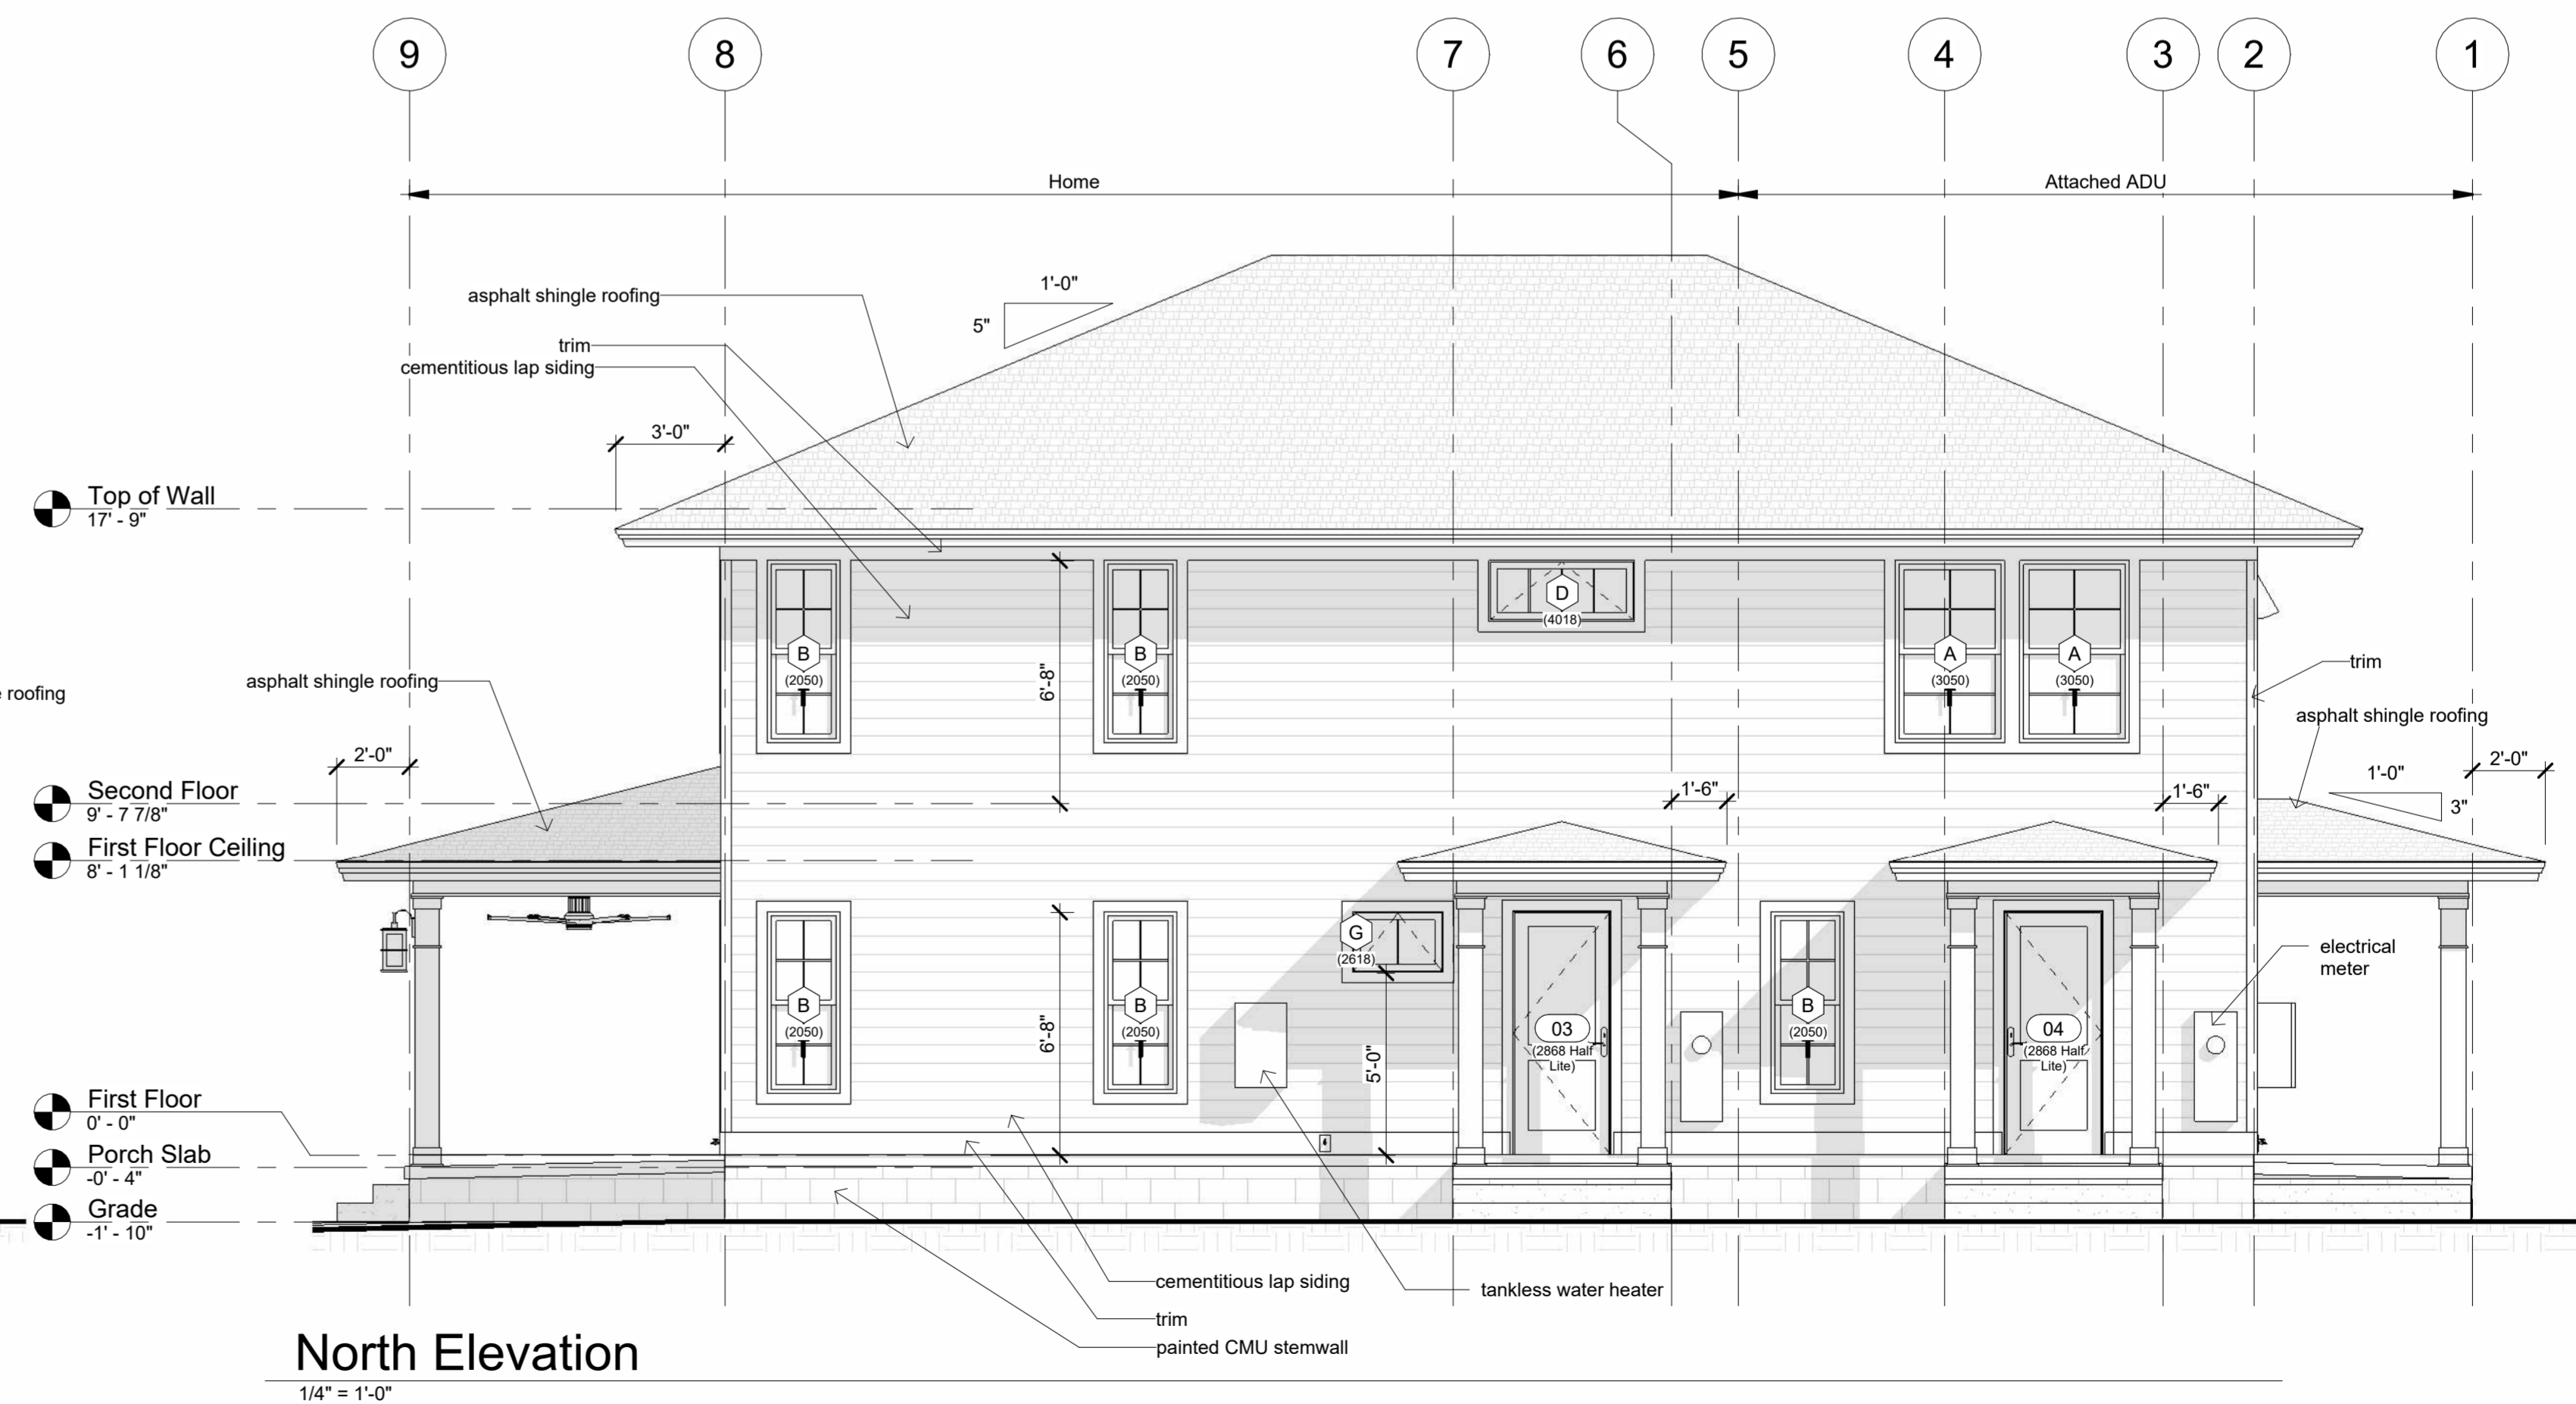 9 8 7 6 5 4 3 2 1
Home
Attached ADU
asphalt shingle roofing
1'-0"
5"
trim
cementitious lap siding
3'-0"
Top of Wall
17' - 9"
D
(4018)
B
(2050)
B
(2050)
A
(3050)
A
(3050)
6'-8"
trim
roofing
asphalt shingle roofing
asphalt shingle roofing
2'-0"
2'-0"
1'-0"
3"
1'-6"
1'-6"
Second Floor
9' - 7 7/8"
First Floor Ceiling
8' - 1 1/8"
G
(2618)
electrical
meter
B
(2050)
B
(2050)
B
(2050)
6'-8"
5'-0"
03
(2868 Half
Lite)
04
(2868 Half
Lite)
First Floor
0' - 0"
Porch Slab
-0' - 4"
Grade
-1' - 10"
cementitious lap siding
tankless water heater
trim
painted CMU stemwall
North Elevation
1/4" = 1'-0"